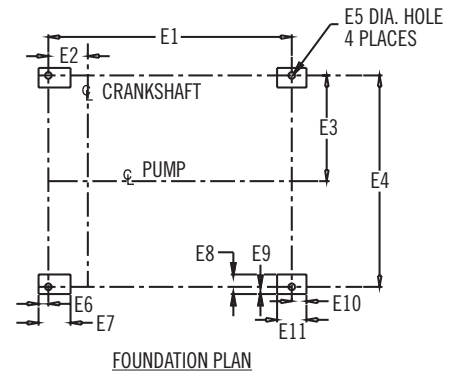 E5 DIA. HOLE
4 PLACES
E1
E2
℄ CRANKSHAFT
E3
℄ PUMP
E4
E8
E9
E6
E7
E10
E11
FOUNDATION PLAN